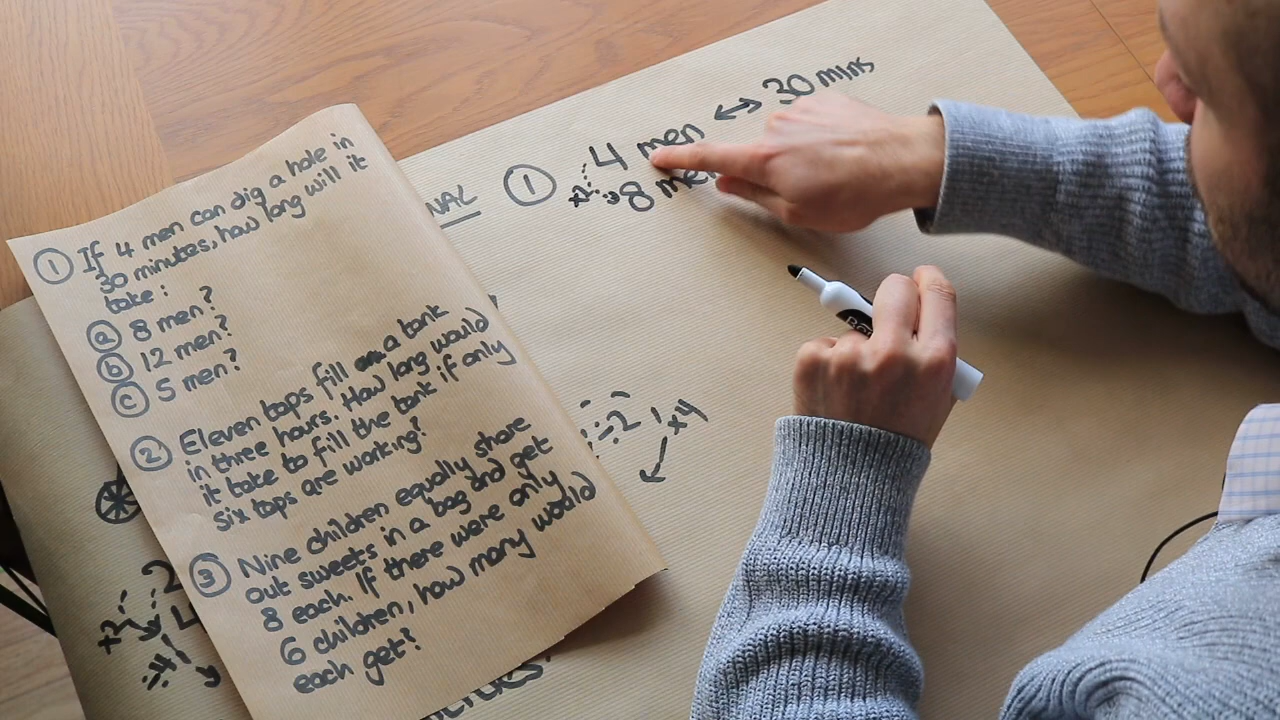 ① If 4 men can dig a hole in
30 minutes, how long will it
take:
ⓐ 8 men?
ⓑ 12 men?
ⓒ 5 men?
② Eleven taps fill a tank
in three hours. How long would
it take to fill the tank if only
six taps are working?
③ Nine children equally share
out sweets in a bag and get
8 each. If there were only
6 children, how many would
each get?
NAL
① 4 men ↔ 30 mins
x2 8 men
÷2 x4
2
x2